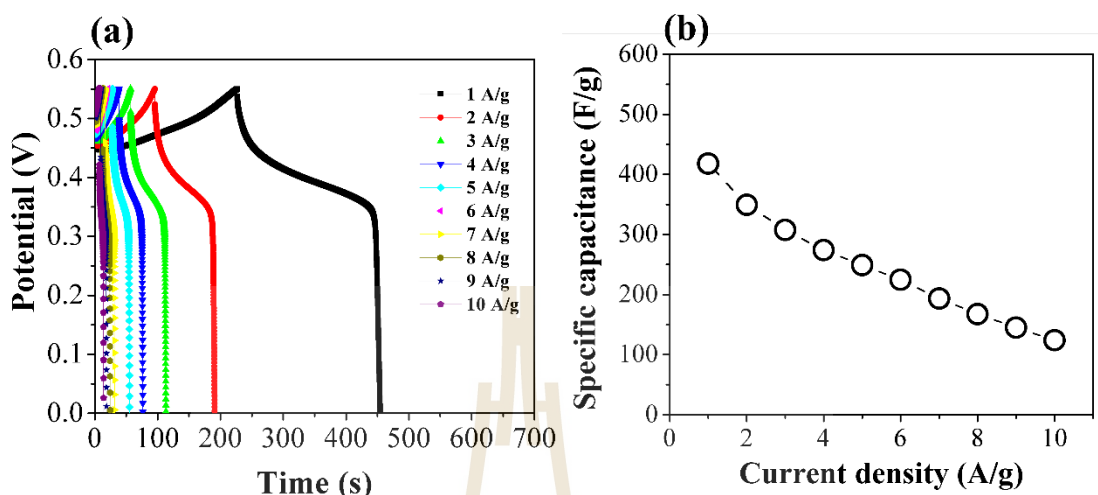 (a)
0.6
0.5
0.4
0.3
0.2
0.1
0.0
Potential (V)
0 100 200 300 400 500 600 700
Time (s)
1 A/g
2 A/g
3 A/g
4 A/g
5 A/g
6 A/g
7 A/g
8 A/g
9 A/g
10 A/g
(b)
600
500
400
300
200
100
0
Specific capacitance (F/g)
0 2 4 6 8 10
Current density (A/g)